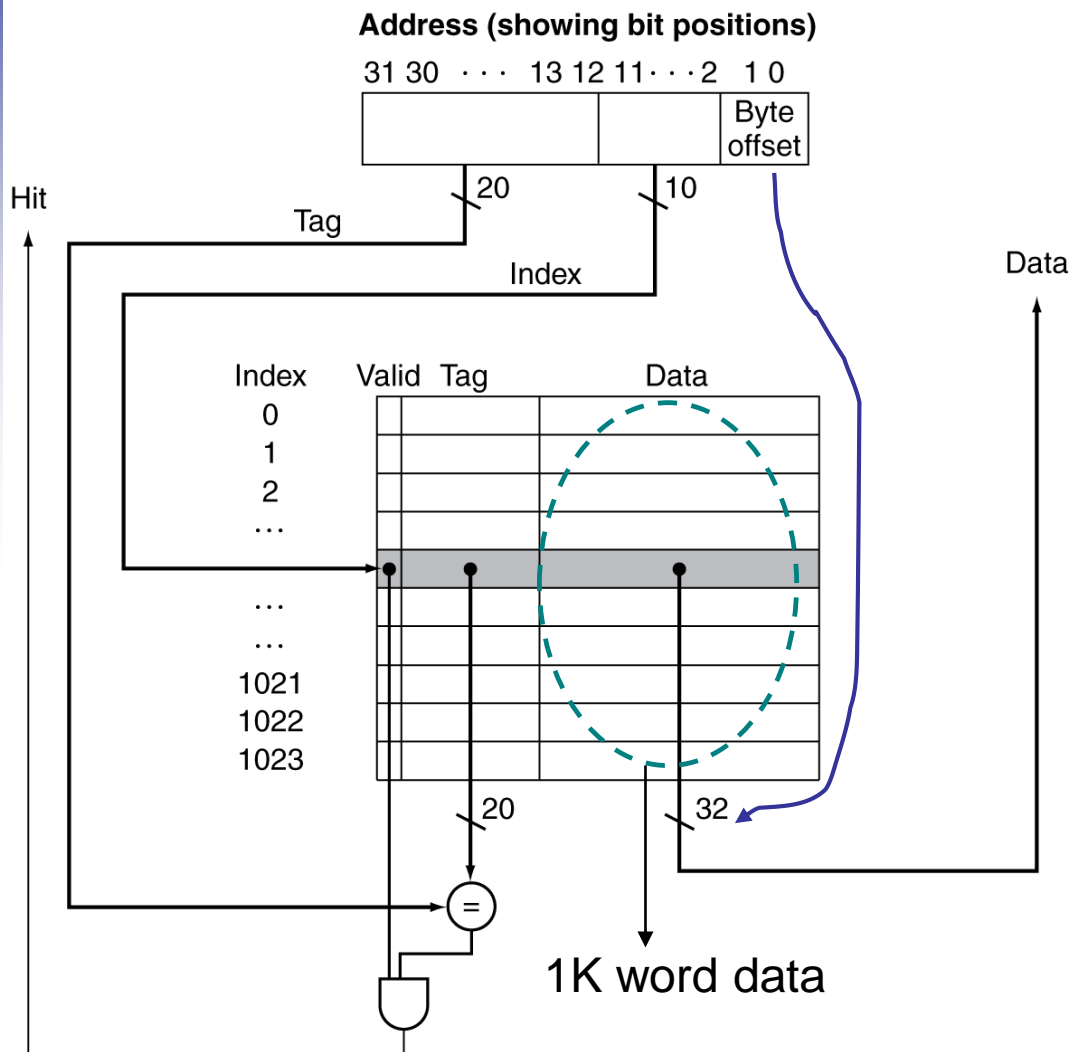 Address (showing bit positions)
31 30 ··· 13 12 11 ··· 2 1 0
Byte
offset
20
10
Hit
Tag
Index
Data
Index Valid Tag Data
0
1
2
...
...
...
1021
1022
1023
20
32
=
1K word data